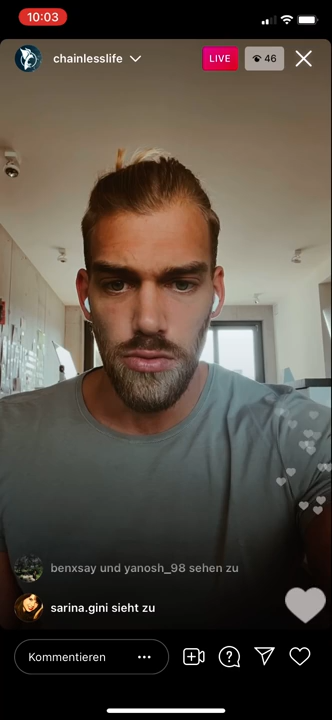 10:03
chainlesslife
LIVE
46
benxsay und yanosh_98 sehen zu
sarina.gini sieht zu
Kommentieren